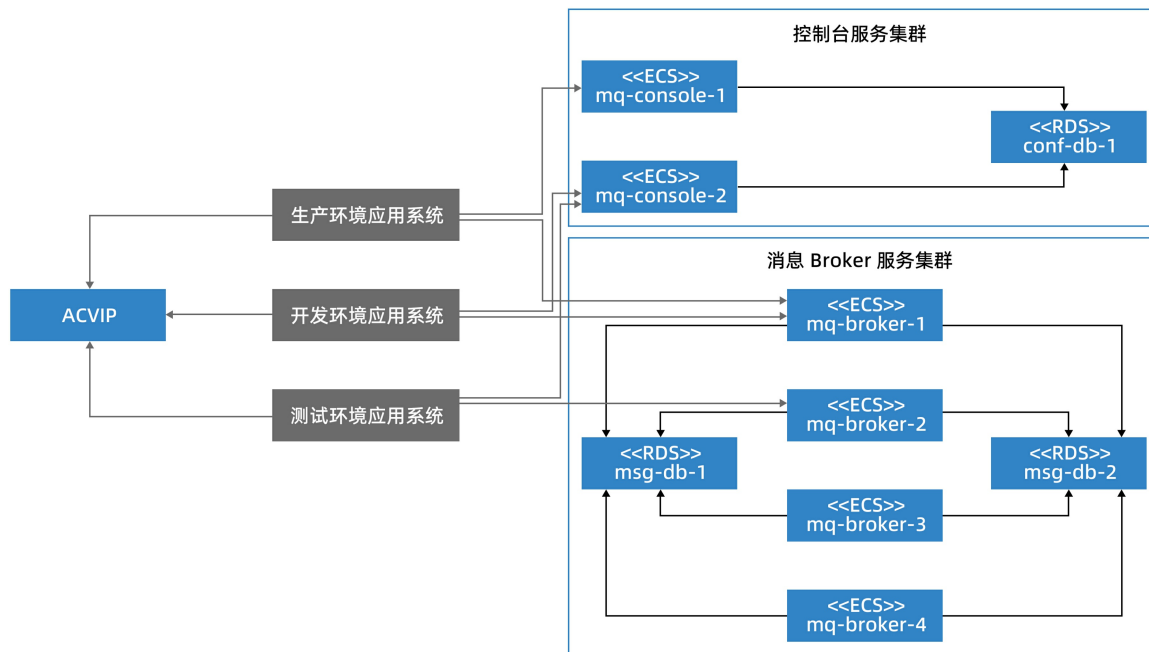 控制台服务集群
<<ECS>>
mq-console-1
<<RDS>>
conf-db-1
<<ECS>>
mq-console-2
生产环境应用系统
消息 Broker 服务集群
ACVIP
开发环境应用系统
<<ECS>>
mq-broker-1
测试环境应用系统
<<ECS>>
mq-broker-2
<<RDS>>
msg-db-1
<<RDS>>
msg-db-2
<<ECS>>
mq-broker-3
<<ECS>>
mq-broker-4